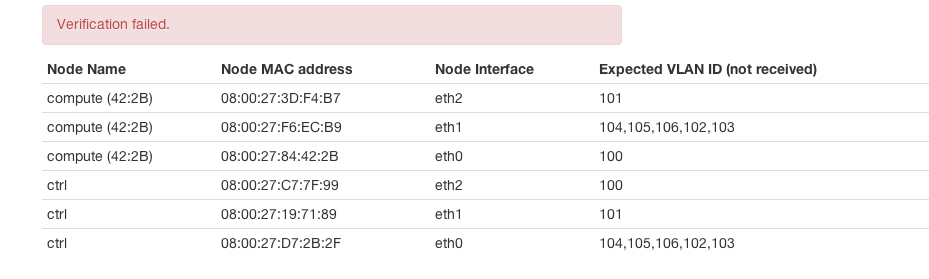 Verification failed.
Node Name Node MAC address Node Interface Expected VLAN ID (not received)
compute (42:2B) 08:00:27:3D:F4:B7 eth2 101
compute (42:2B) 08:00:27:F6:EC:B9 eth1 104,105,106,102,103
compute (42:2B) 08:00:27:84:42:2B eth0 100
ctrl 08:00:27:C7:7F:99 eth2 100
ctrl 08:00:27:19:71:89 eth1 101
ctrl 08:00:27:D7:2B:2F eth0 104,105,106,102,103